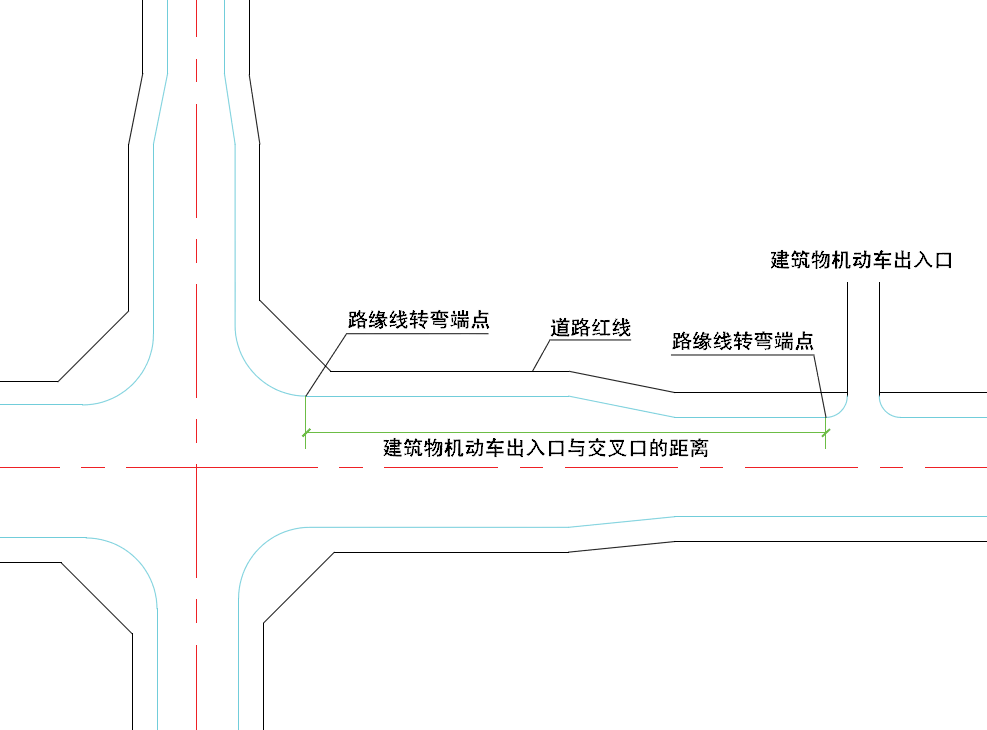 建筑物机动车出入口
路缘线转弯端点
道路红线
路缘线转弯端点
建筑物机动车出入口与交叉口的距离